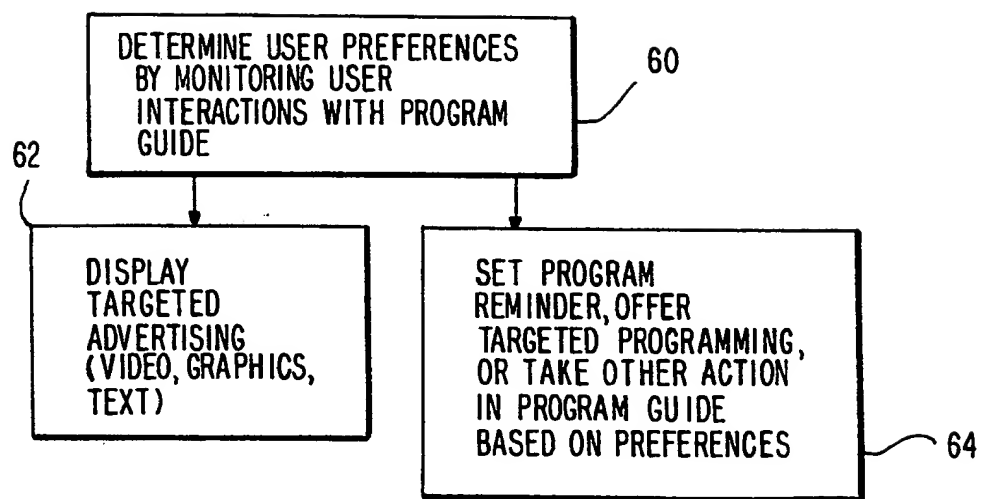 DETERMINE USER PREFERENCES
BY MONITORING USER
INTERACTIONS WITH PROGRAM
GUIDE
60
62
DISPLAY
TARGETED
ADVERTISING
(VIDEO, GRAPHICS,
TEXT)
SET PROGRAM
REMINDER, OFFER
TARGETED PROGRAMMING,
OR TAKE OTHER ACTION
IN PROGRAM GUIDE
BASED ON PREFERENCES
64